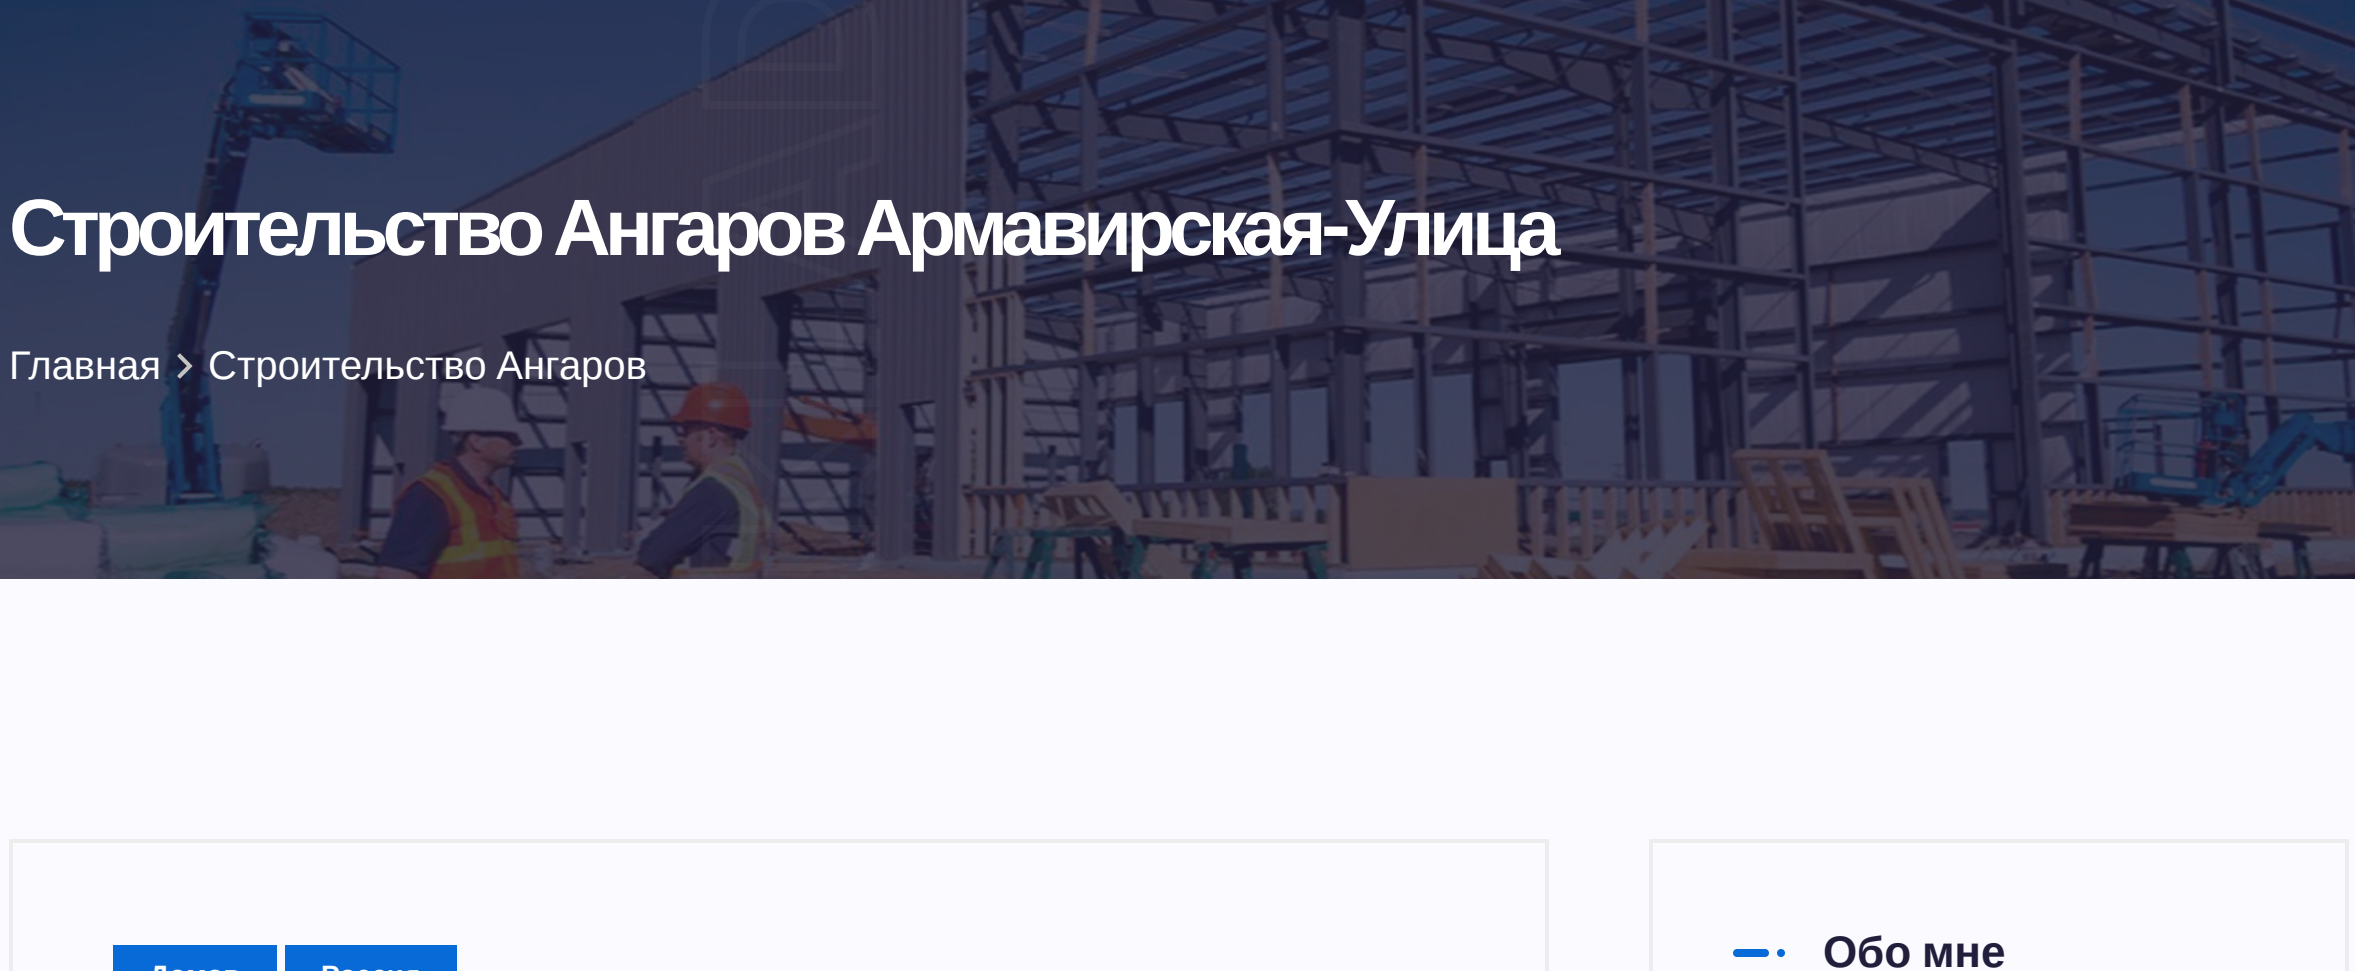 Строительство Ангаров Армавирская-Улица
Главная
Строительство Ангаров
Обо мне